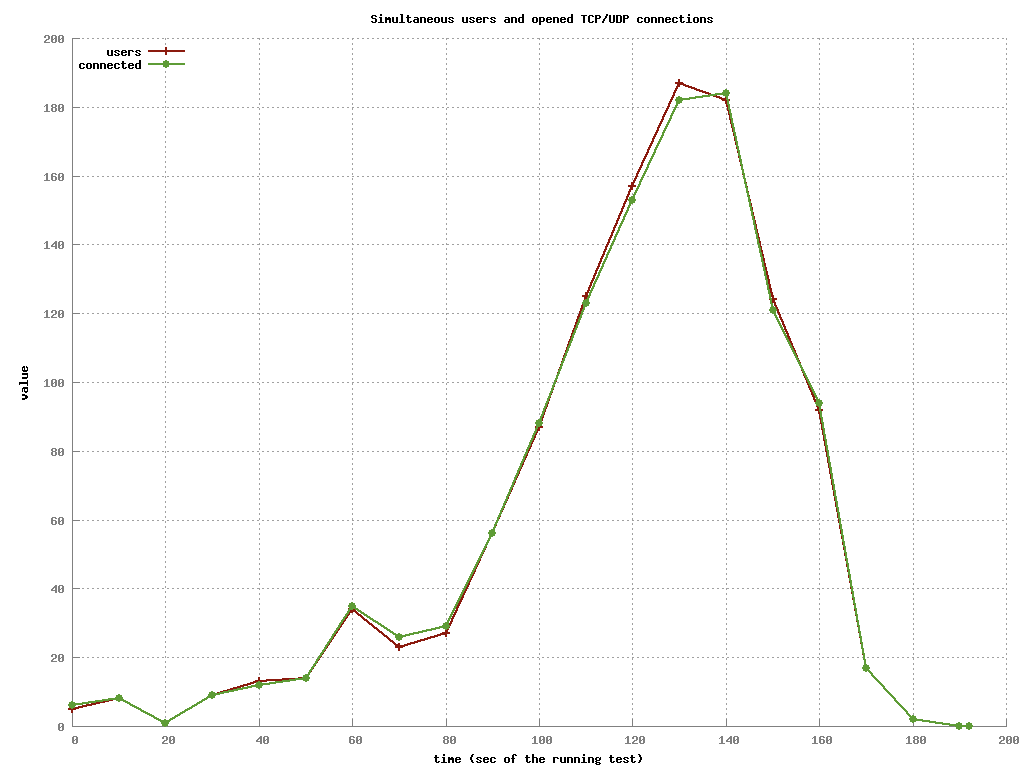 Simultaneous users and opened TCP/UDP connections
200
users
connected
180
160
140
120
100
value
80
60
40
20
0
0 20 40 60 80 100 120 140 160 180 200
time (sec of the running test)